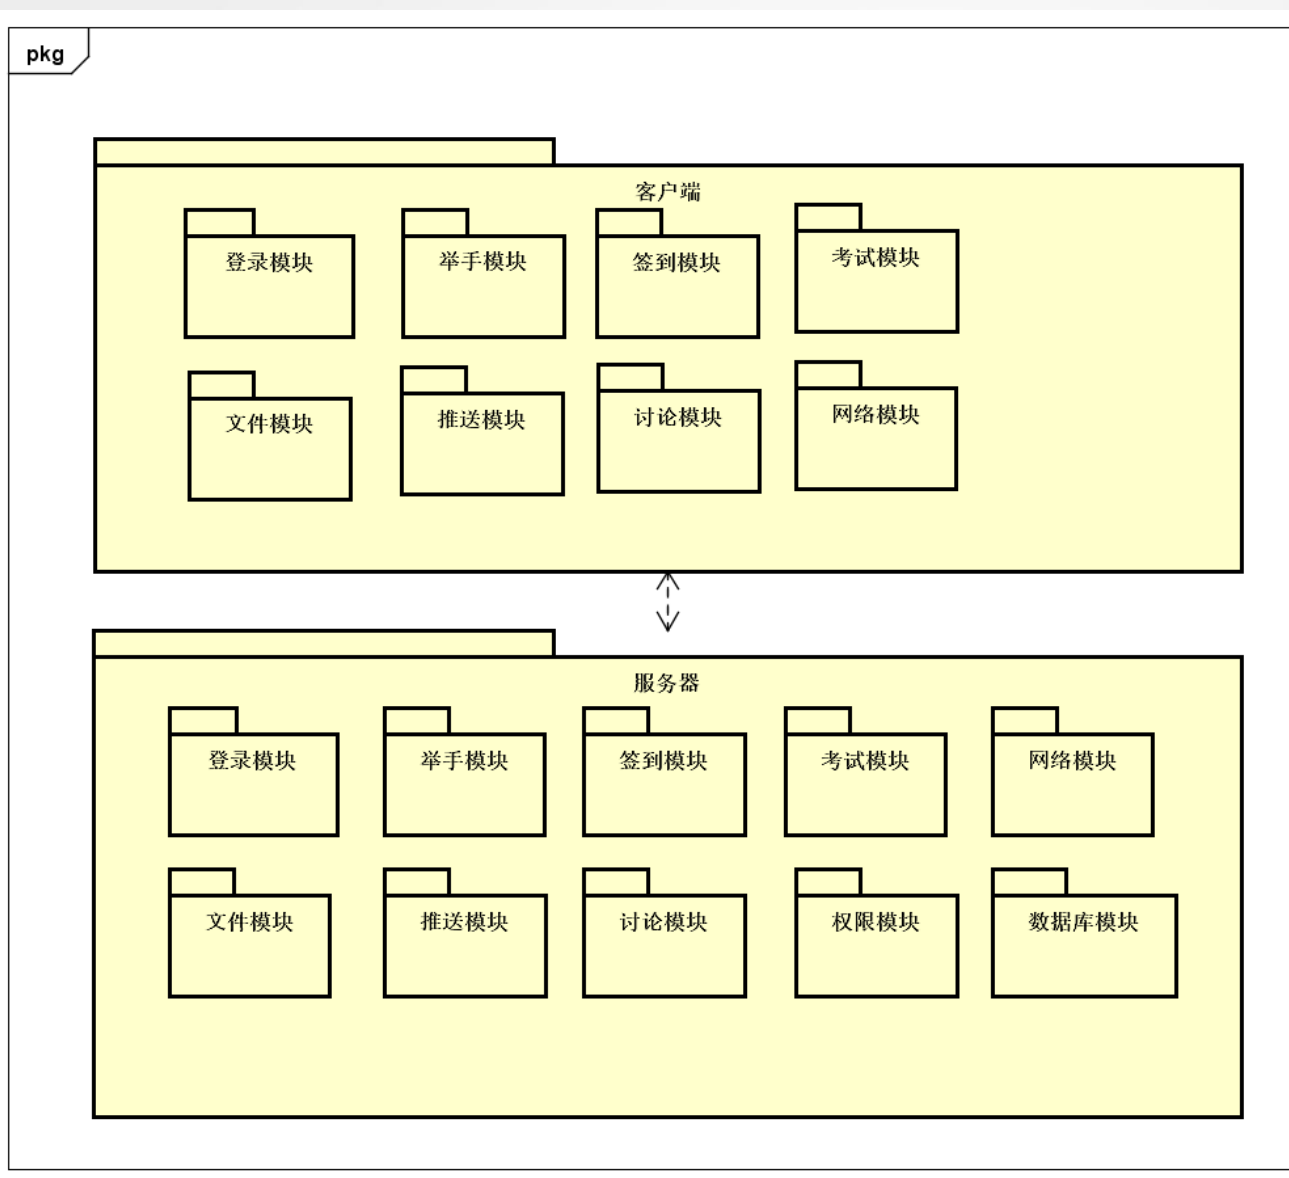 pkg
客户端
登录模块
举手模块
签到模块
考试模块
文件模块
推送模块
讨论模块
网络模块
服务器
登录模块
举手模块
签到模块
考试模块
网络模块
文件模块
推送模块
讨论模块
权限模块
数据库模块